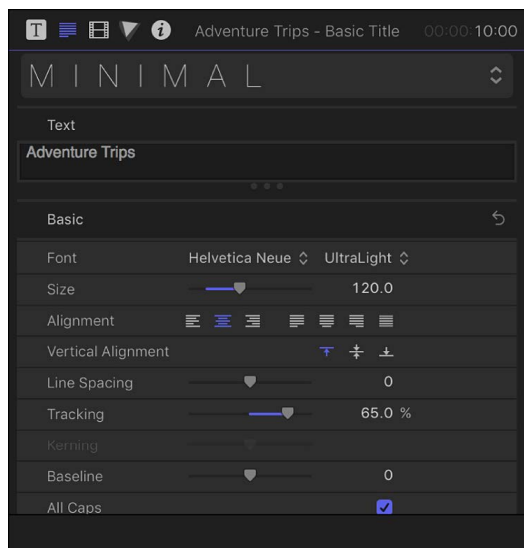 T i Adventure Trips - Basic Title 00:00:10:00
MINIMAL
Text
Adventure Trips
Basic
Font Helvetica Neue UltraLight
Size 120.0
Alignment
Vertical Alignment
Line Spacing 0
Tracking 65.0 %
Kerning
Baseline 0
All Caps